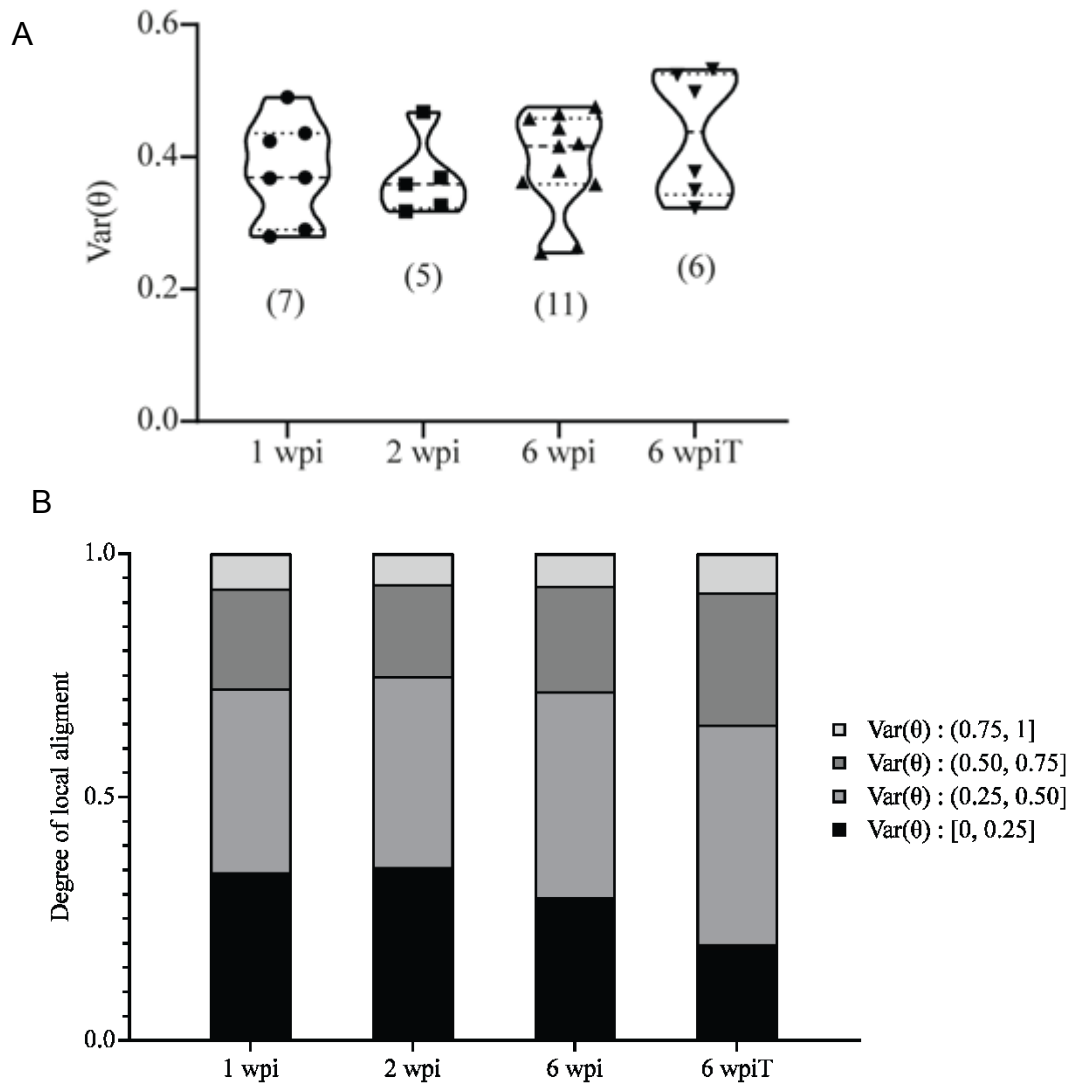 A
0.6
0.4
0.2
0.0
Var(θ)
(7)
(5)
(11)
(6)
1 wpi
2 wpi
6 wpi
6 wpiT
B
1.0
0.5
0.0
Degree of local aligment
Var(θ) : (0.75, 1]
Var(θ) : (0.50, 0.75]
Var(θ) : (0.25, 0.50]
Var(θ) : [0, 0.25]
1 wpi
2 wpi
6 wpi
6 wpiT